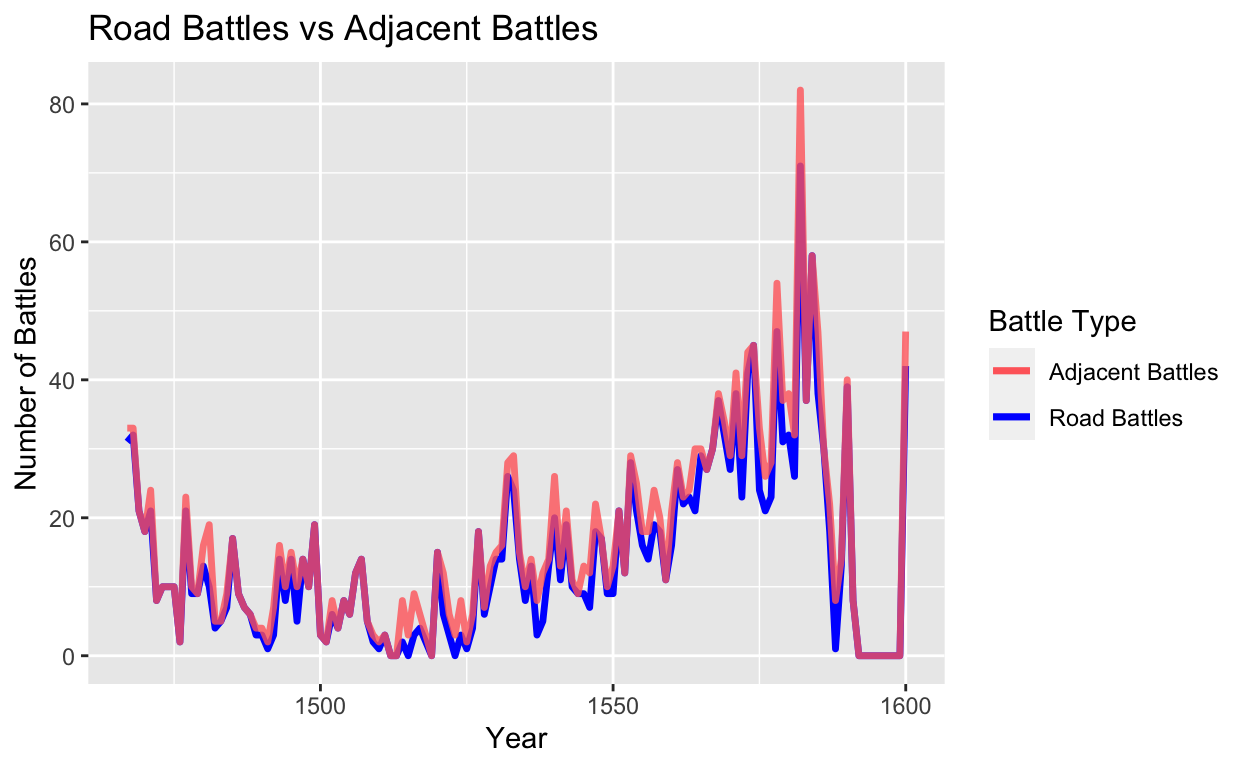 Road Battles vs Adjacent Battles
80
60
40
20
0
Number of Battles
1500
1550
1600
Year
Battle Type
Adjacent Battles
Road Battles